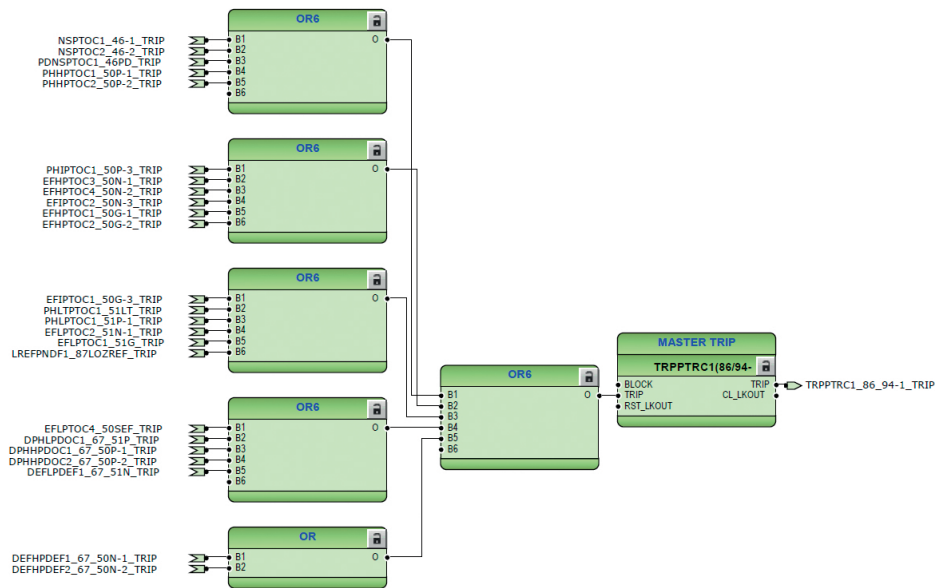 OR6
NSPTOC1_46-1_TRIP
NSPTOC2_46-2_TRIP
PDNSPTOC1_46PD_TRIP
PHHPTOC1_50P-1_TRIP
PHHPTOC2_50P-2_TRIP
B1
B2
B3
B4
B5
B6
O
OR6
PHIPTOC1_50P-3_TRIP
EFHPTOC3_50N-1_TRIP
EFHPTOC4_50N-2_TRIP
EFIPTOC2_50N-3_TRIP
EFHPTOC1_50G-1_TRIP
EFHPTOC2_50G-2_TRIP
B1
B2
B3
B4
B5
B6
O
OR6
EFIPTOC1_50G-3_TRIP
PHLTPTOC1_51LT_TRIP
PHLPTOC1_51P-1_TRIP
EFLPTOC2_51N-1_TRIP
EFLPTOC1_51G_TRIP
LREFPNDF1_87LOZREF_TRIP
B1
B2
B3
B4
B5
B6
O
OR6
EFLPTOC4_50SEF_TRIP
DPHLPDOC1_67_51P_TRIP
DPHHPDOC1_67_50P-1_TRIP
DPHHPDOC2_67_50P-2_TRIP
DEFLPDEF1_67_51N_TRIP
B1
B2
B3
B4
B5
B6
O
OR
DEFHPDEF1_67_50N-1_TRIP
DEFHPDEF2_67_50N-2_TRIP
B1
B2
O
OR6
B1
B2
B3
B4
B5
B6
O
MASTER TRIP
TRPPTRC1(86/94-
BLOCK
TRIP
RST_LKOUT
TRIP
CL_LKOUT
TRPPTRC1_86_94-1_TRIP